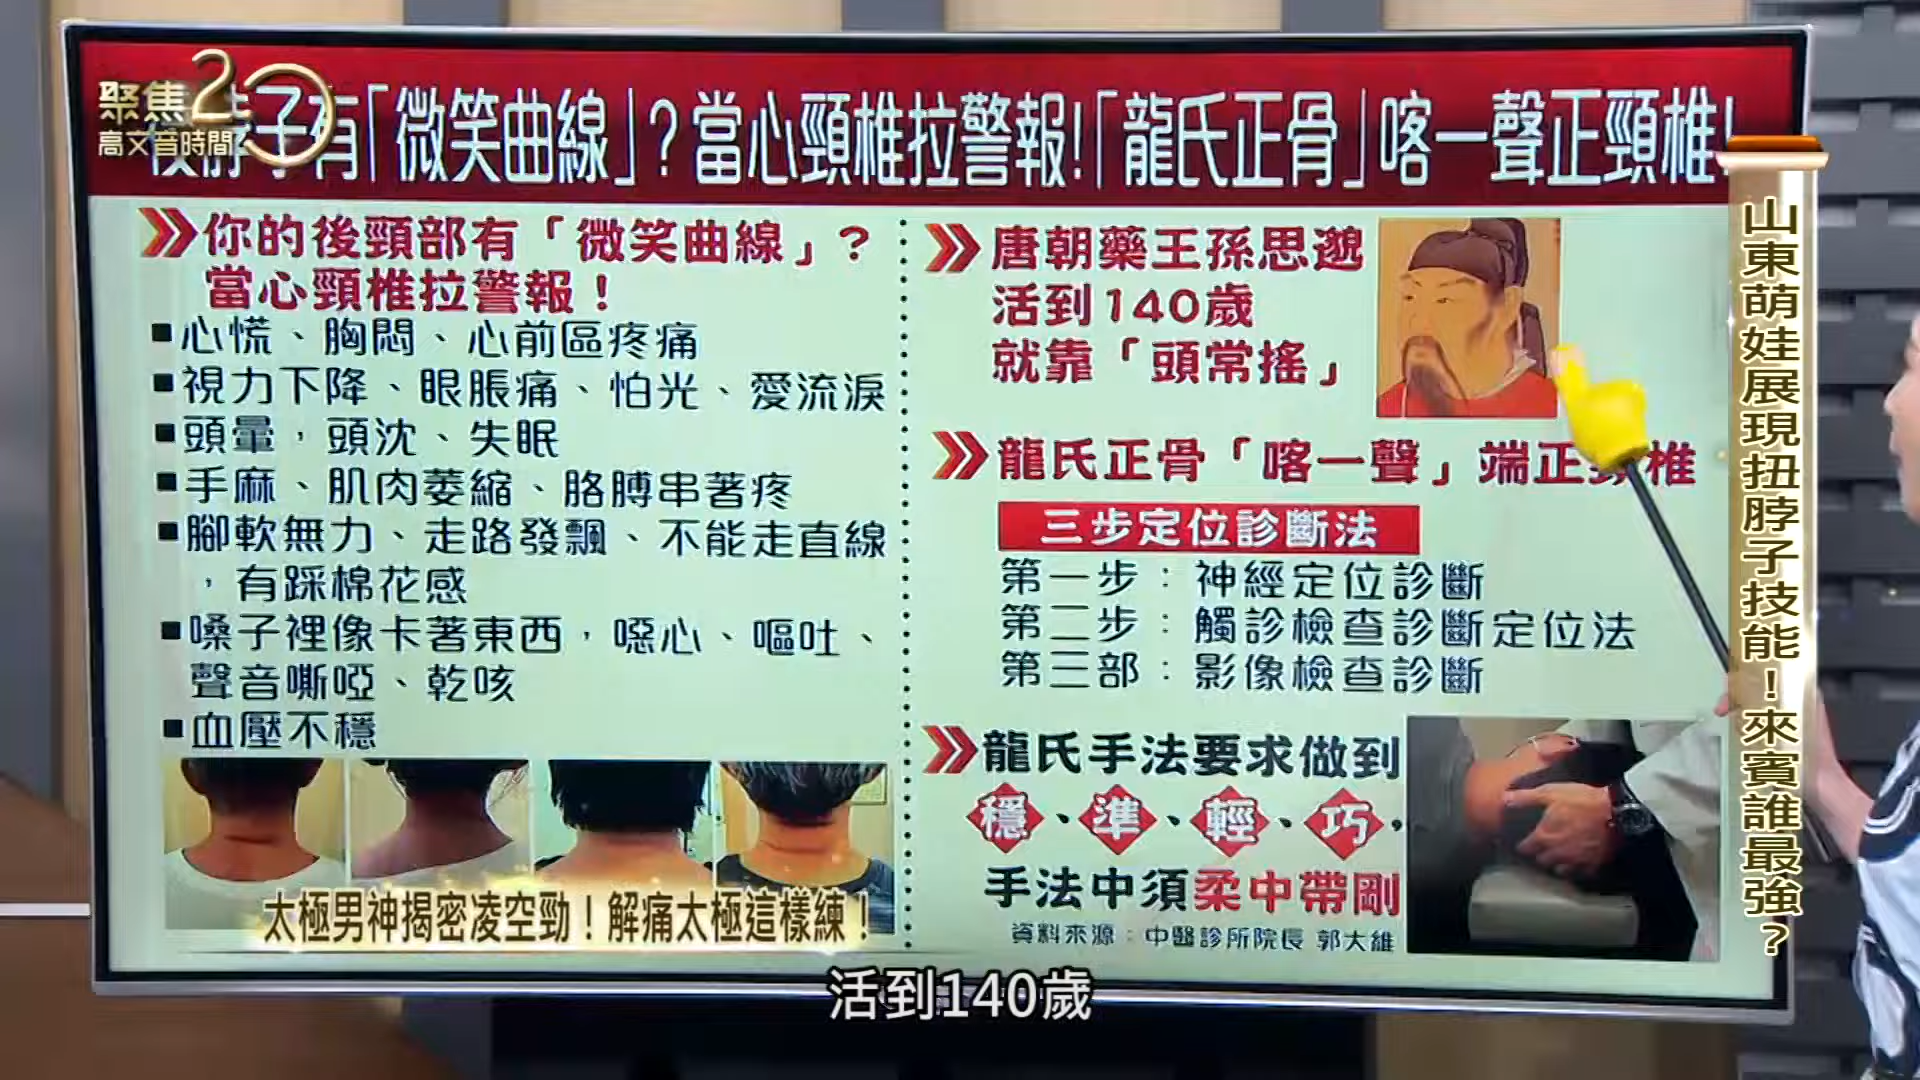 聚焦2.0
高文音時間
後脖子有「微笑曲線」?當心頸椎拉警報!「龍氏正骨」喀一聲正頸椎!
你的後頸部有「微笑曲線」?
當心頸椎拉警報!
■心慌、胸悶、心前區疼痛
■視力下降、眼脹痛、怕光、愛流淚
■頭暈,頭沈、失眠
■手麻、肌肉萎縮、胳膊串著疼
■腳軟無力、走路發飄、不能走直線
,有踩棉花感
■嗓子裡像卡著東西,噁心、嘔吐、
聲音嘶啞、乾咳
■血壓不穩
唐朝藥王孫思邈
活到140歲
就靠「頭常搖」
龍氏正骨「喀一聲」端正頸椎
三步定位診斷法
第一步:神經定位診斷
第二步:觸診檢查診斷定位法
第三部:影像檢查診斷
龍氏手法要求做到
穩、準、輕、巧,
手法中須柔中帶剛
資料來源:中醫診所院長 郭大維
太極男神揭密凌空勁!解痛太極這樣練!
山東萌娃展現扭脖子技能!來賓誰最強?
活到140歲